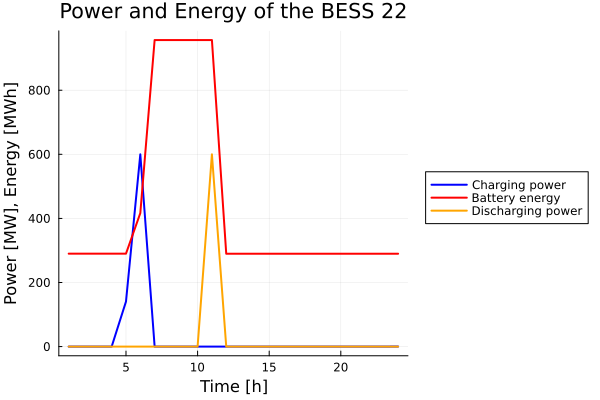 Power and Energy of the BESS 22
Power [MW], Energy [MWh]
800
600
400
200
0
5
10
15
20
Time [h]
Charging power
Battery energy
Discharging power